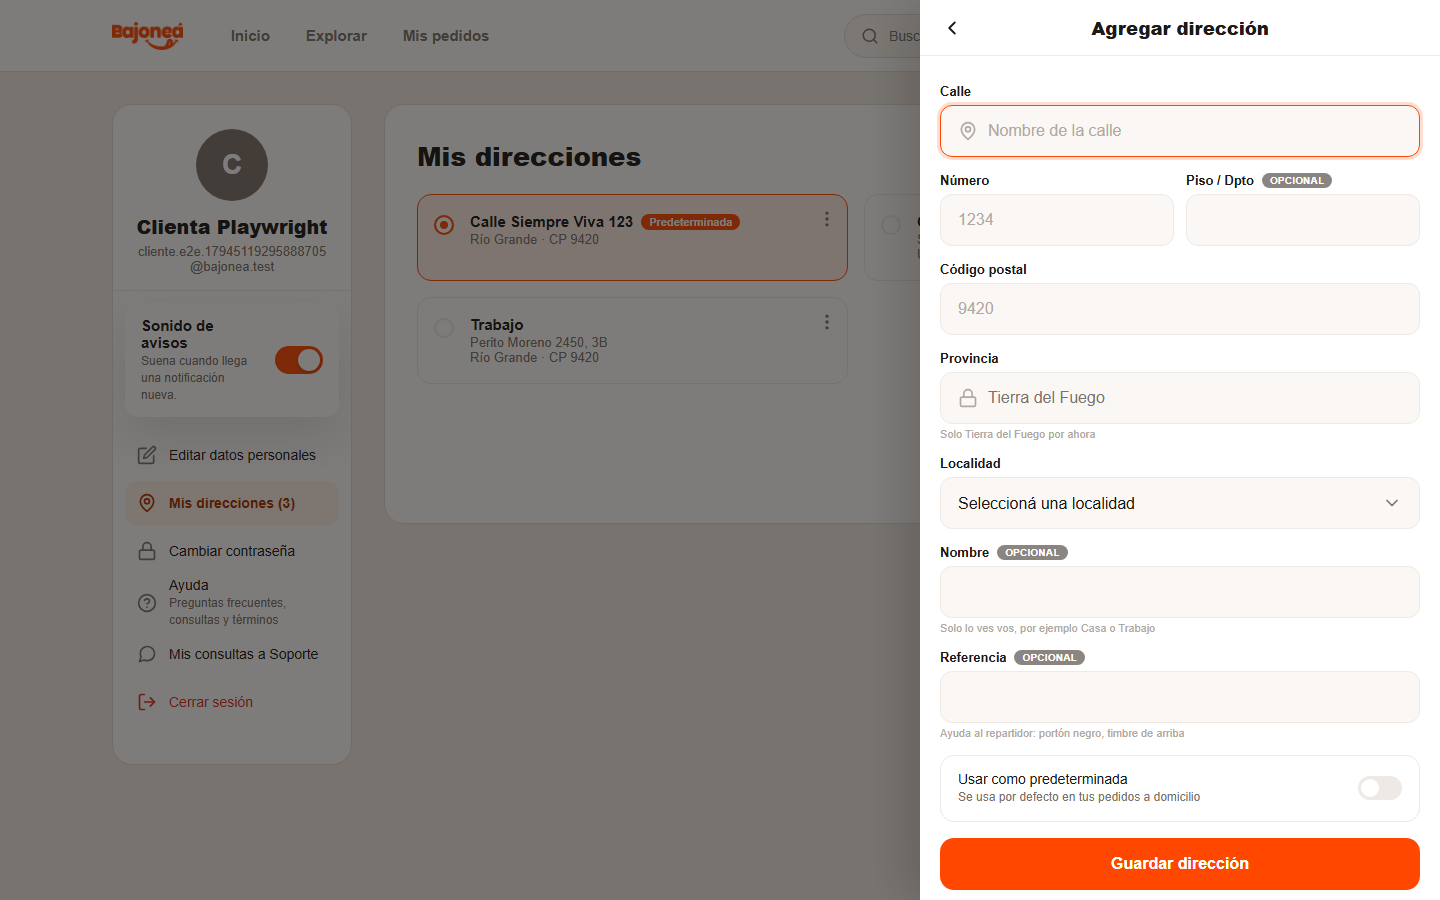 Bajoneá
Inicio
Explorar
Mis pedidos
Busc
C
Clienta Playwright
cliente.e2e.17945119295888705
@bajonea.test
Sonido de
avisos
Suena cuando llega
una notificación
nueva.
Editar datos personales
Mis direcciones (3)
Cambiar contraseña
Ayuda
Preguntas frecuentes,
consultas y términos
Mis consultas a Soporte
Cerrar sesión
Mis direcciones
Calle Siempre Viva 123 Predeterminada
Río Grande · CP 9420
Trabajo
Perito Moreno 2450, 3B
Río Grande · CP 9420
Agregar dirección
Calle
Nombre de la calle
Número
1234
Piso / Dpto OPCIONAL
Código postal
9420
Provincia
Tierra del Fuego
Solo Tierra del Fuego por ahora
Localidad
Seleccioná una localidad
Nombre OPCIONAL
Solo lo ves vos, por ejemplo Casa o Trabajo
Referencia OPCIONAL
Ayuda al repartidor: portón negro, timbre de arriba
Usar como predeterminada
Se usa por defecto en tus pedidos a domicilio
Guardar dirección